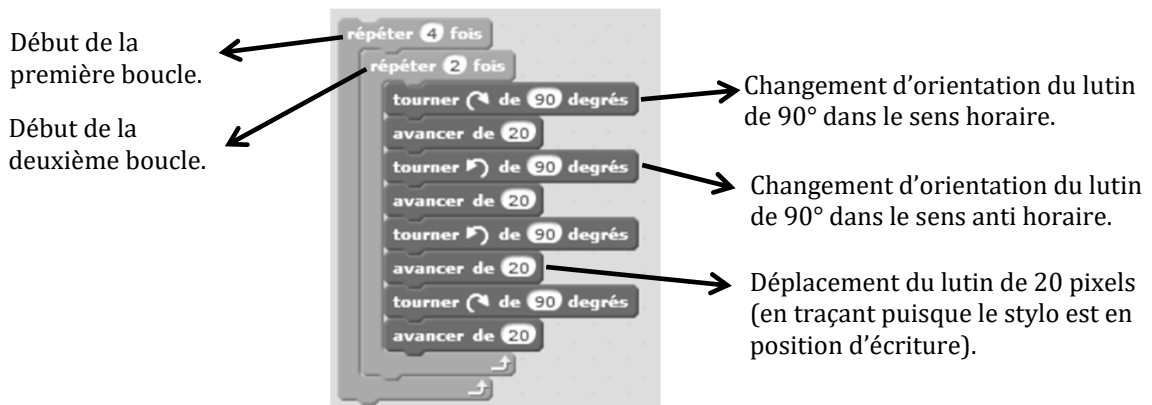 Début de la
première boucle.
Début de la
deuxième boucle.
répéter 4 fois
répéter 2 fois
tourner de 90 degrés
avancer de 20
tourner de 90 degrés
avancer de 20
tourner de 90 degrés
avancer de 20
tourner de 90 degrés
avancer de 20
Changement d’orientation du lutin
de 90° dans le sens horaire.
Changement d’orientation du lutin
de 90° dans le sens anti horaire.
Déplacement du lutin de 20 pixels
(en traçant puisque le stylo est en
position d’écriture).